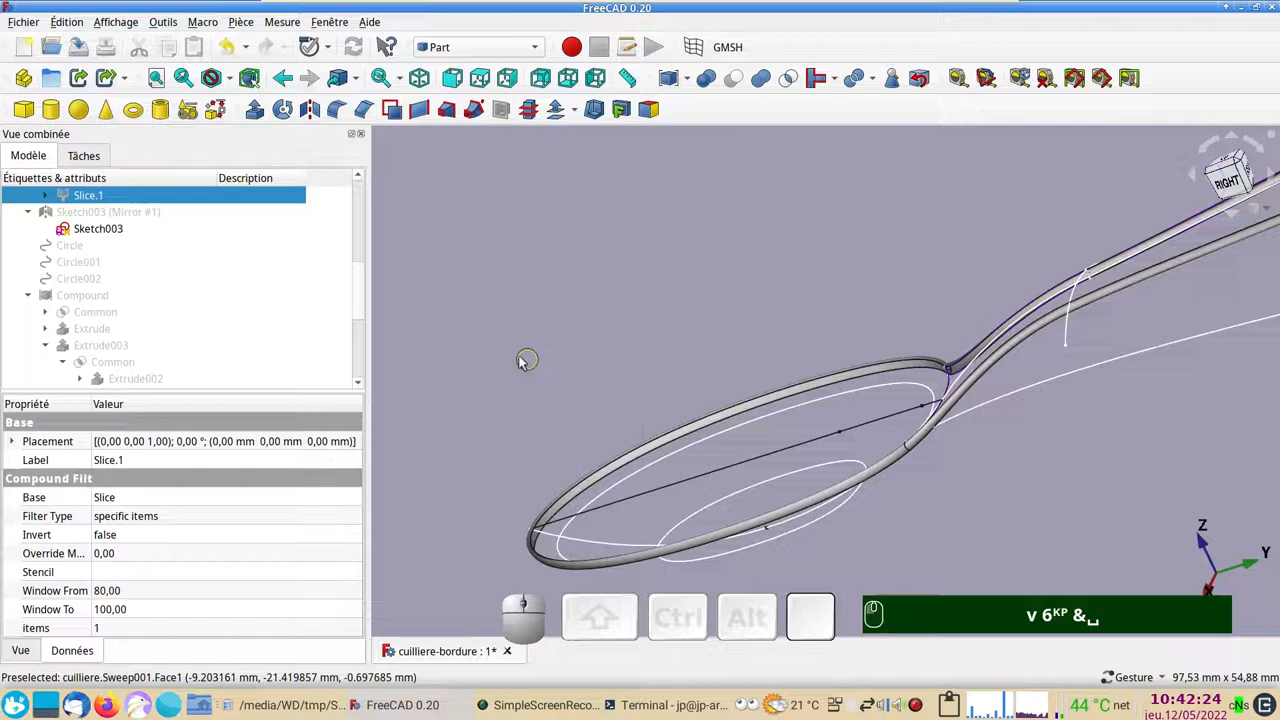 FreeCAD 0.20
Fichier Édition Affichage Outils Macro Pièce Mesure Fenêtre Aide
Part
GMSH
Vue combinée
Modèle Tâches
Étiquettes & attributs Description
Slice.1
Sketch003 (Mirror #1)
Sketch003
Circle
Circle001
Circle002
Compound
Common
Extrude
Extrude003
Common
Extrude002
Propriété Valeur
Base
Placement [(0,00 0,00 1,00); 0,00 °; (0,00 mm 0,00 mm 0,00 mm)]
Label Slice.1
Compound Filt
Base Slice
Filter Type specific items
Invert false
Override M... 0,00
Stencil
Window From 80,00
Window To 100,00
items 1
Vue Données
RIGHT
Z
Y
X
Ctrl Alt
v 6ᴷᴾ &␣
cuilliere-bordure : 1*
Preselected: cuilliere.Sweep001.Face1 (-9.203161 mm, -21.419857 mm, -0.697685 mm)
Gesture 97,53 mm x 54,88 mm
/media/WD/tmp/S... FreeCAD 0.20 SimpleScreenReco... Terminal - jp@jp-ar... 21 °C 44 °C net 10:42:24
jeu.12/05/2022
cNs